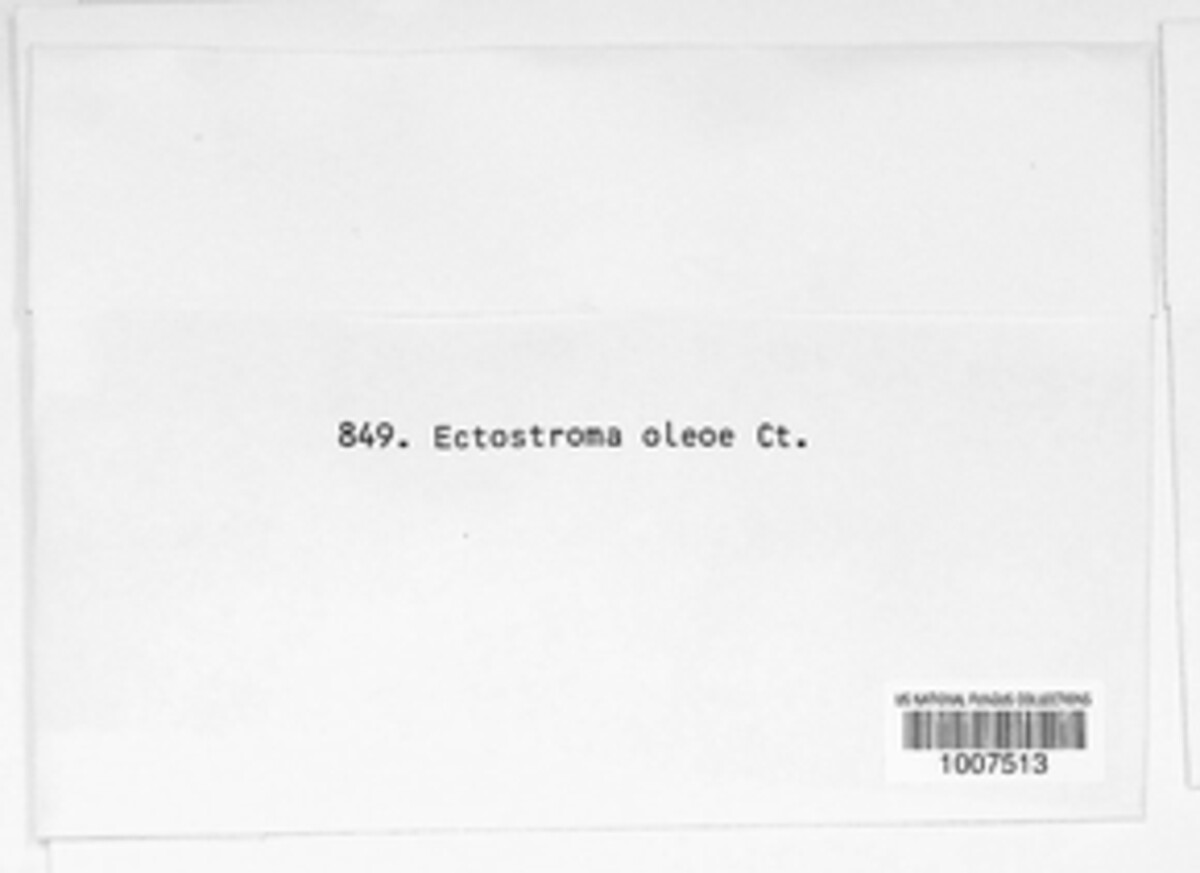 849. Ectostroma oleoe Ct.
US NATIONAL FUNGUS COLLECTIONS
1007513